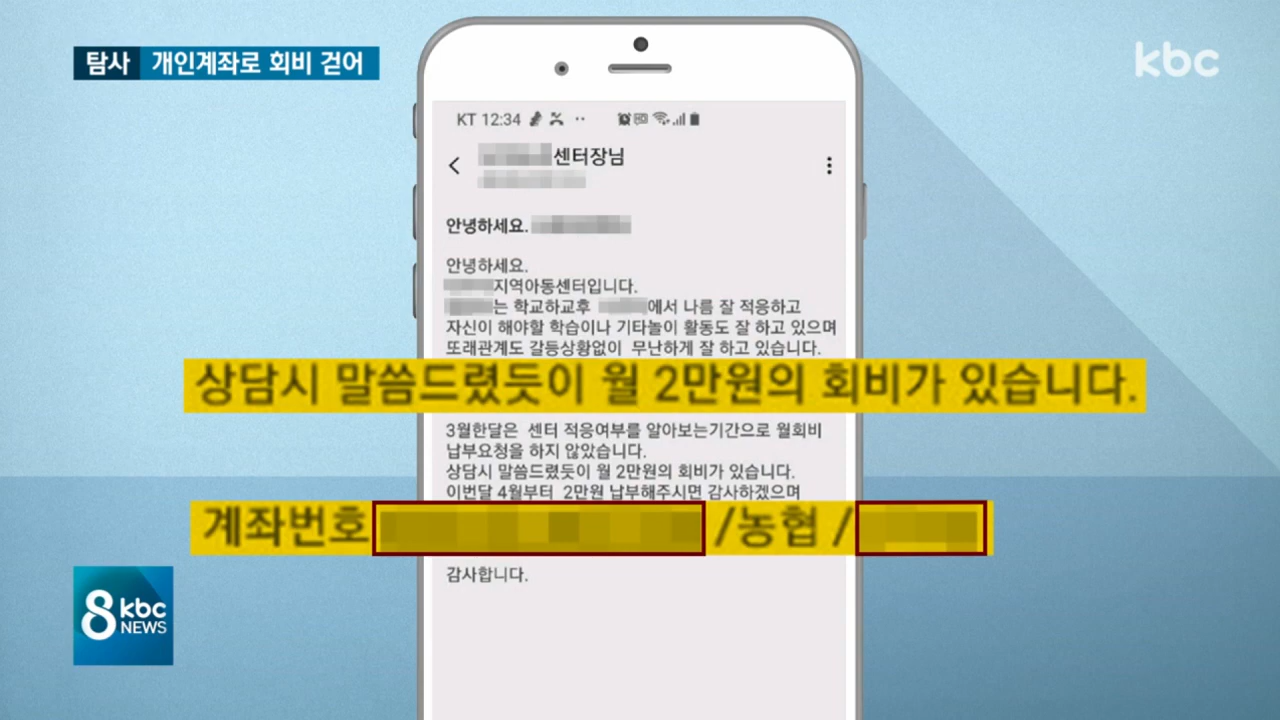 탐사 개인계좌로 회비 걷어
kbc
KT 12:34
센터장님
안녕하세요.
안녕하세요.
지역아동센터입니다.
는 학교하교후 에서 나름 잘 적응하고
자신이 해야할 학습이나 기타놀이 활동도 잘 하고 있으며
또래관계도 갈등상황없이 무난하게 잘 하고 있습니다.
상담시 말씀드렸듯이 월 2만원의 회비가 있습니다.
3월한달은 센터 적응여부를 알아보는기간으로 월회비
납부요청을 하지 않았습니다.
상담시 말씀드렸듯이 월 2만원의 회비가 있습니다.
이번달 4월부터 2만원 납부해주시면 감사하겠으며
계좌번호 /농협 /
감사합니다.
8 kbc
NEWS